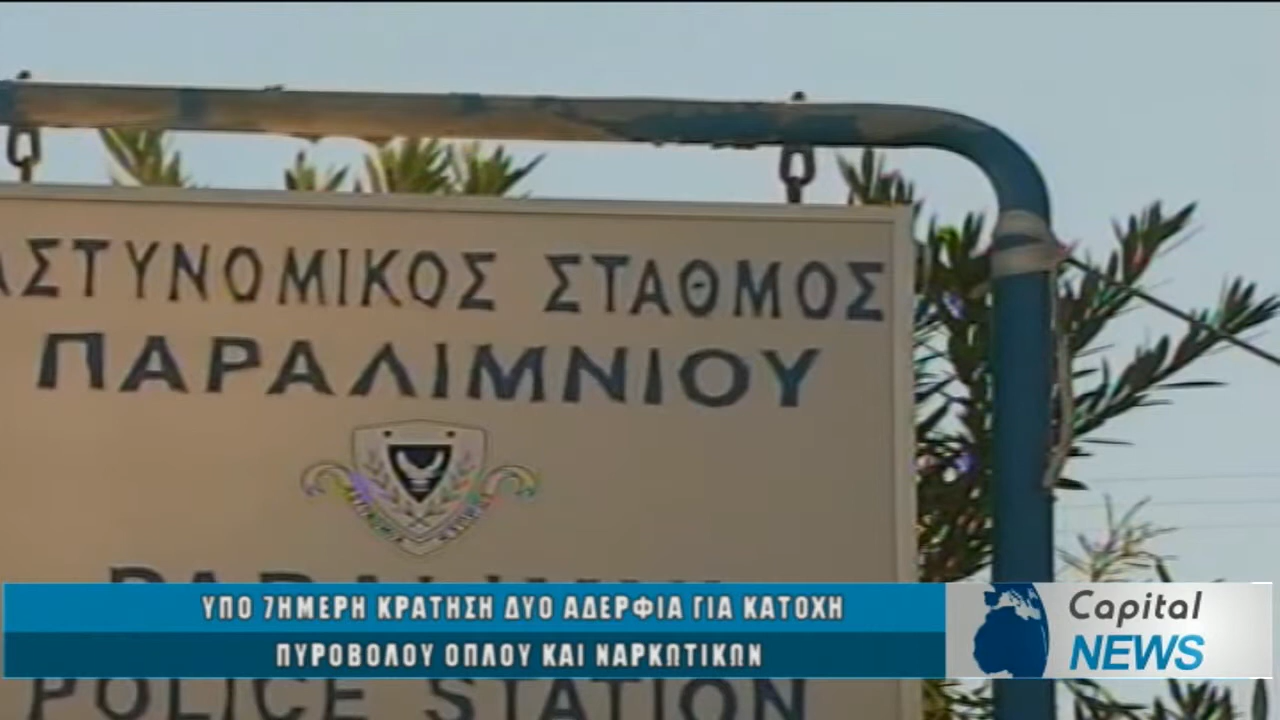 ΑΣΤΥΝΟΜΙΚΟΣ ΣΤΑΘΜΟΣ
ΠΑΡΑΛΙΜΝΙΟΥ
ΥΠΟ 7ΗΜΕΡΗ ΚΡΑΤΗΣΗ ΔΥΟ ΑΔΕΡΦΙΑ ΓΙΑ ΚΑΤΟΧΗ
ΠΥΡΟΒΟΛΟΥ ΟΠΛΟΥ ΚΑΙ ΝΑΡΚΩΤΙΚΩΝ
Capital
NEWS
POLICE STATION